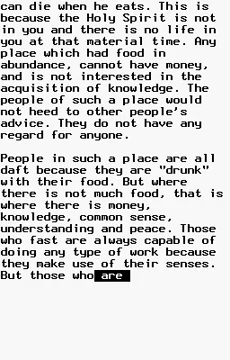 can die when he eats. This is
because the Holy Spirit is not
in you and there is no life in
you at that material time. Any
place which had food in
abundance, cannot have money,
and is not interested in the
acquisition of knowledge. The
people of such a place would
not heed to other people's
advice. They do not have any
regard for anyone.

People in such a place are all
daft because they are "drunk"
with their food. But where
there is not much food, that is
where there is money,
knowledge, common sense,
understanding and peace. Those
who fast are always capable of
doing any type of work because
they make use of their senses.
But those who are